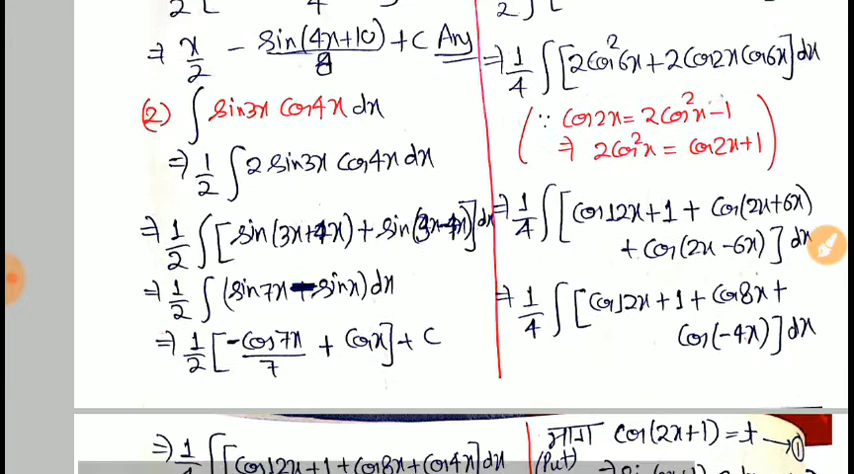 ⇒ x/2 - sin(4x+10)/8 + C Ans
(2) ∫ sin3x cos4x dx
⇒ 1/2 ∫ 2 sin3x cos4x dx
⇒ 1/2 ∫ [sin(3x+4x) + sin(3x-4x)] dx
⇒ 1/2 ∫ (sin7x - sinx) dx
⇒ 1/2 [-cos7x/7 + cosx] + C
⇒ 1/4 ∫ [2cos²6x + 2cos2x cos6x] dx
(∵ cos2x = 2cos²x - 1
⇒ 2cos²x = cos2x + 1)
⇒ 1/4 ∫ [cos12x + 1 + cos(2x+6x)
+ cos(2x - 6x)] dx
⇒ 1/4 ∫ [cos12x + 1 + cos8x +
cos(-4x)] dx
⇒ 1/4 ∫ [cos12x + 1 + cos8x + cos4x] dx
माना cos(2x+1) = t → ①
(Put)